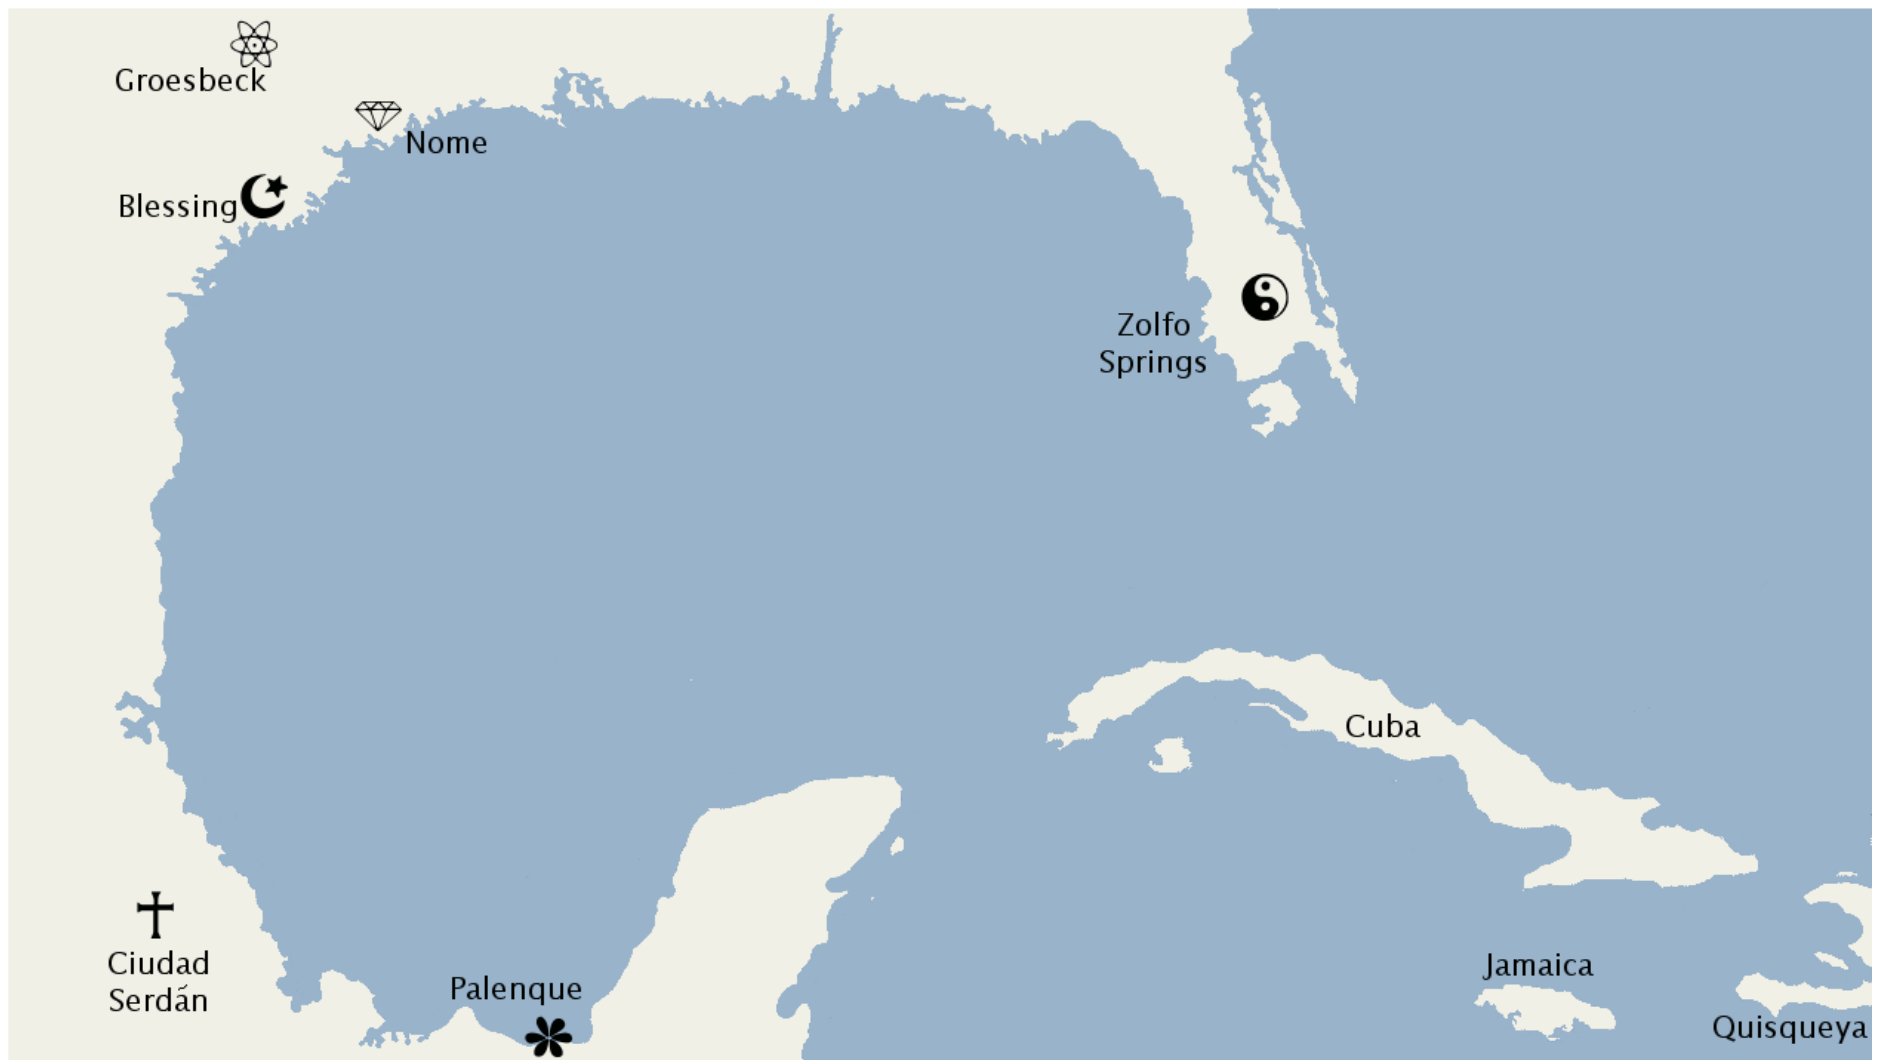 Groesbeck
Nome
Blessing
Zolfo
Springs
Cuba
Ciudad
Serdán
Palenque
Jamaica
Quisqueya